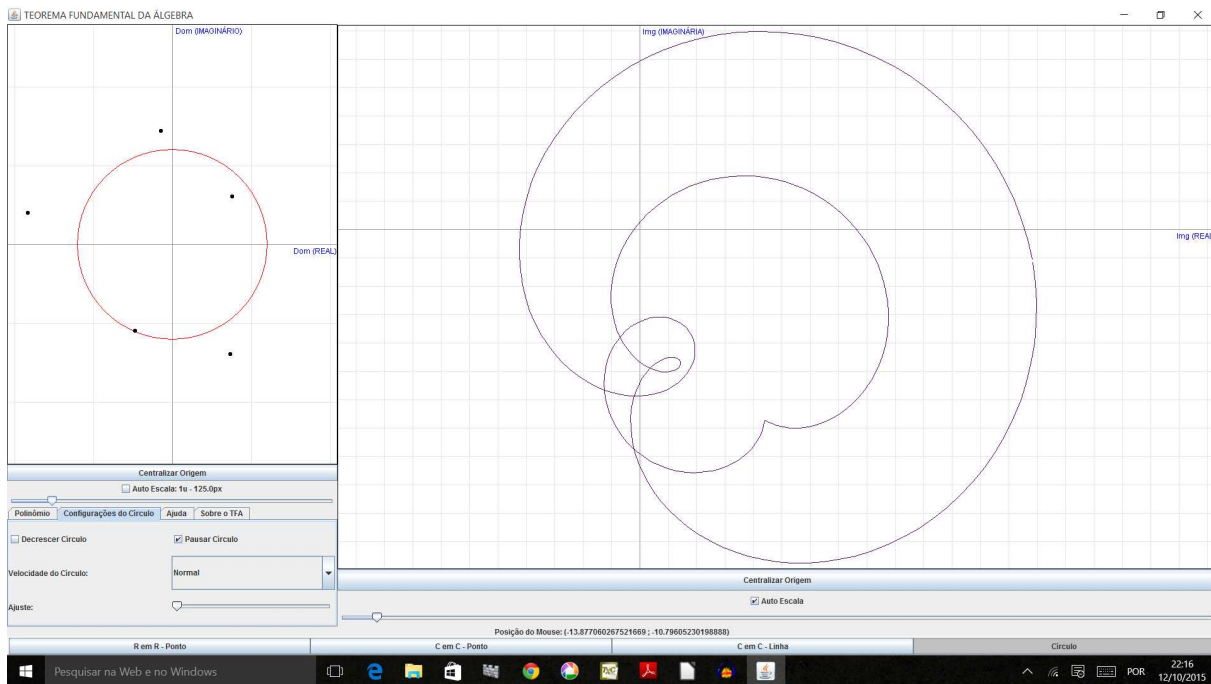 TEOREMA FUNDAMENTAL DA ÁLGEBRA
Dom (IMAGINÁRIO)
Dom (REAL)
Img (IMAGINÁRIA)
Img (REAL
Centralizar Origem
Auto Escala: 1u - 125.0px
Polinômio Configurações do Círculo Ajuda Sobre o TFA
Decrescer Círculo Pausar Círculo
Velocidade do Círculo: Normal
Ajuste:
Centralizar Origem
Auto Escala
Posição do Mouse: (-13.877060267521669 ; -10.79605230198888)
R em R - Ponto C em C - Ponto C em C - Linha Círculo
Pesquisar na Web e no Windows
POR
22:16
12/10/2015